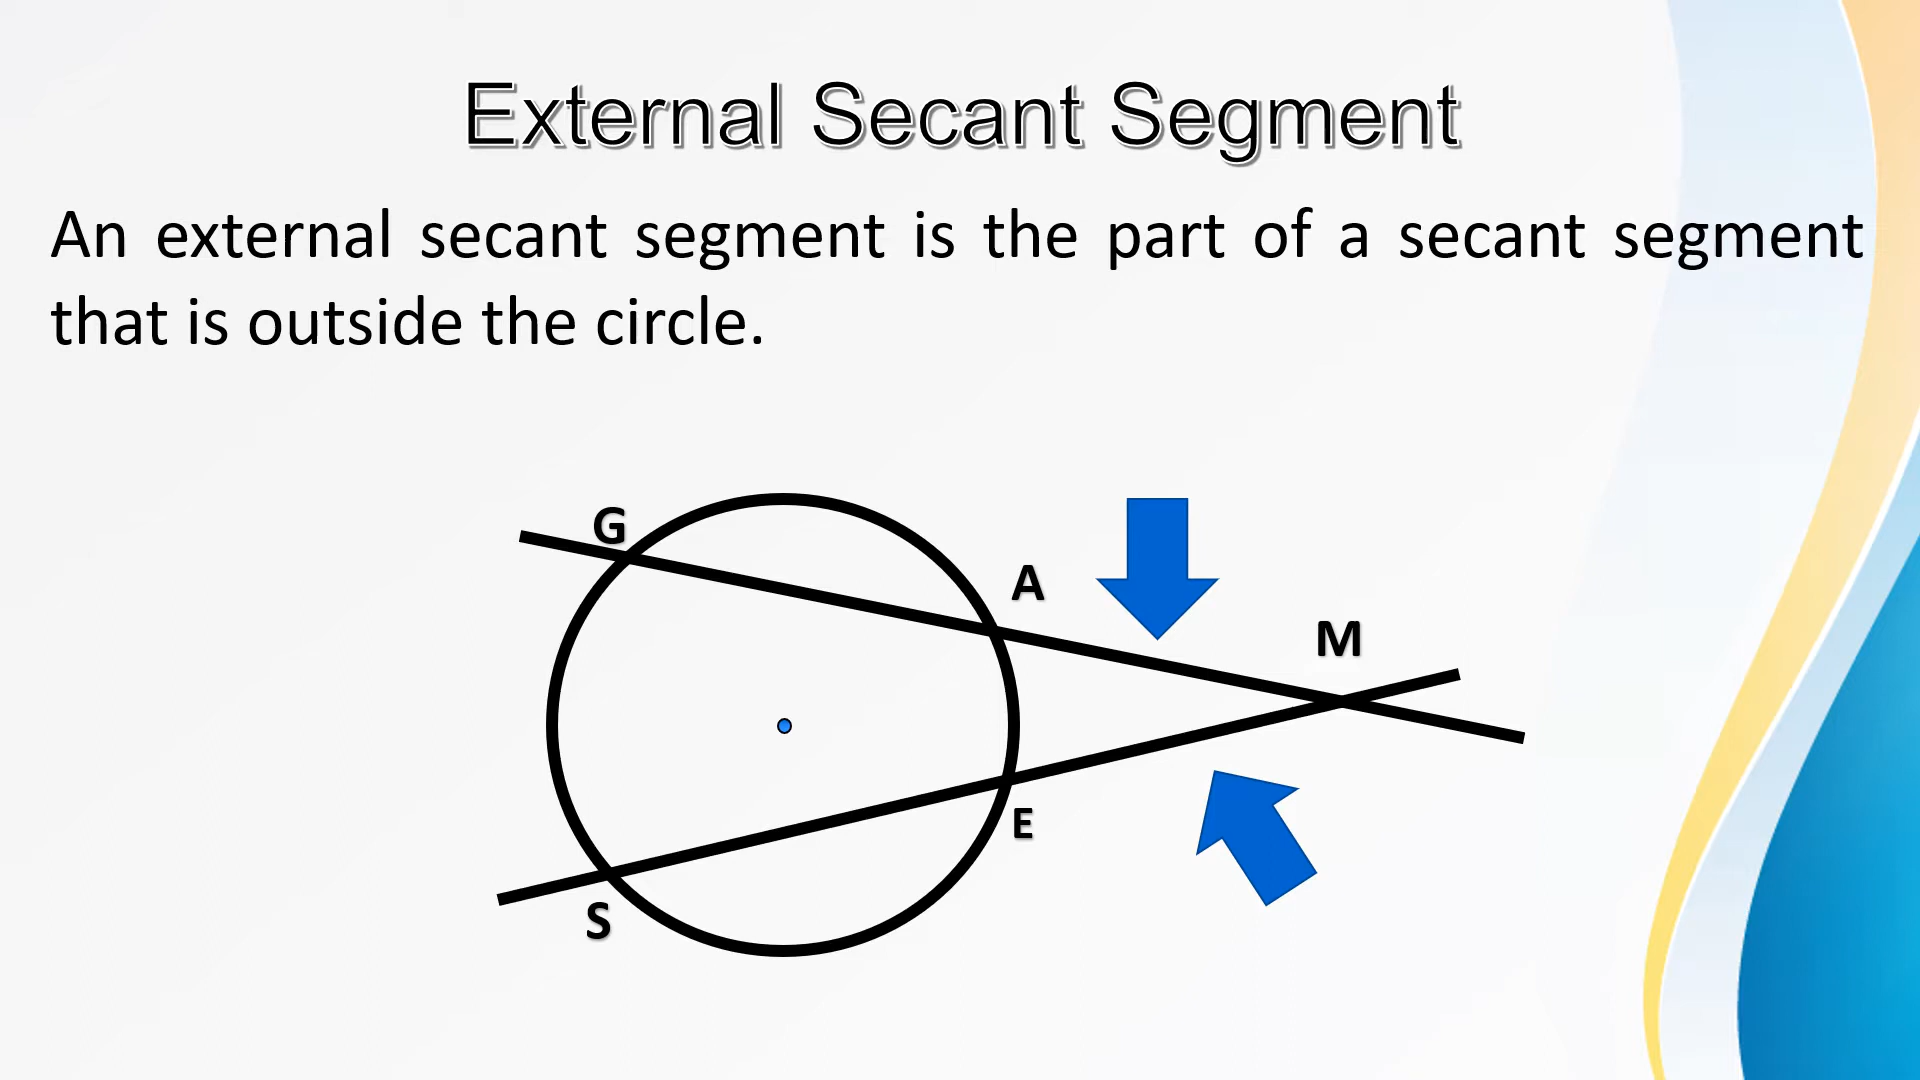 External Secant Segment
An external secant segment is the part of a secant segment
that is outside the circle.
G
A
M
E
S